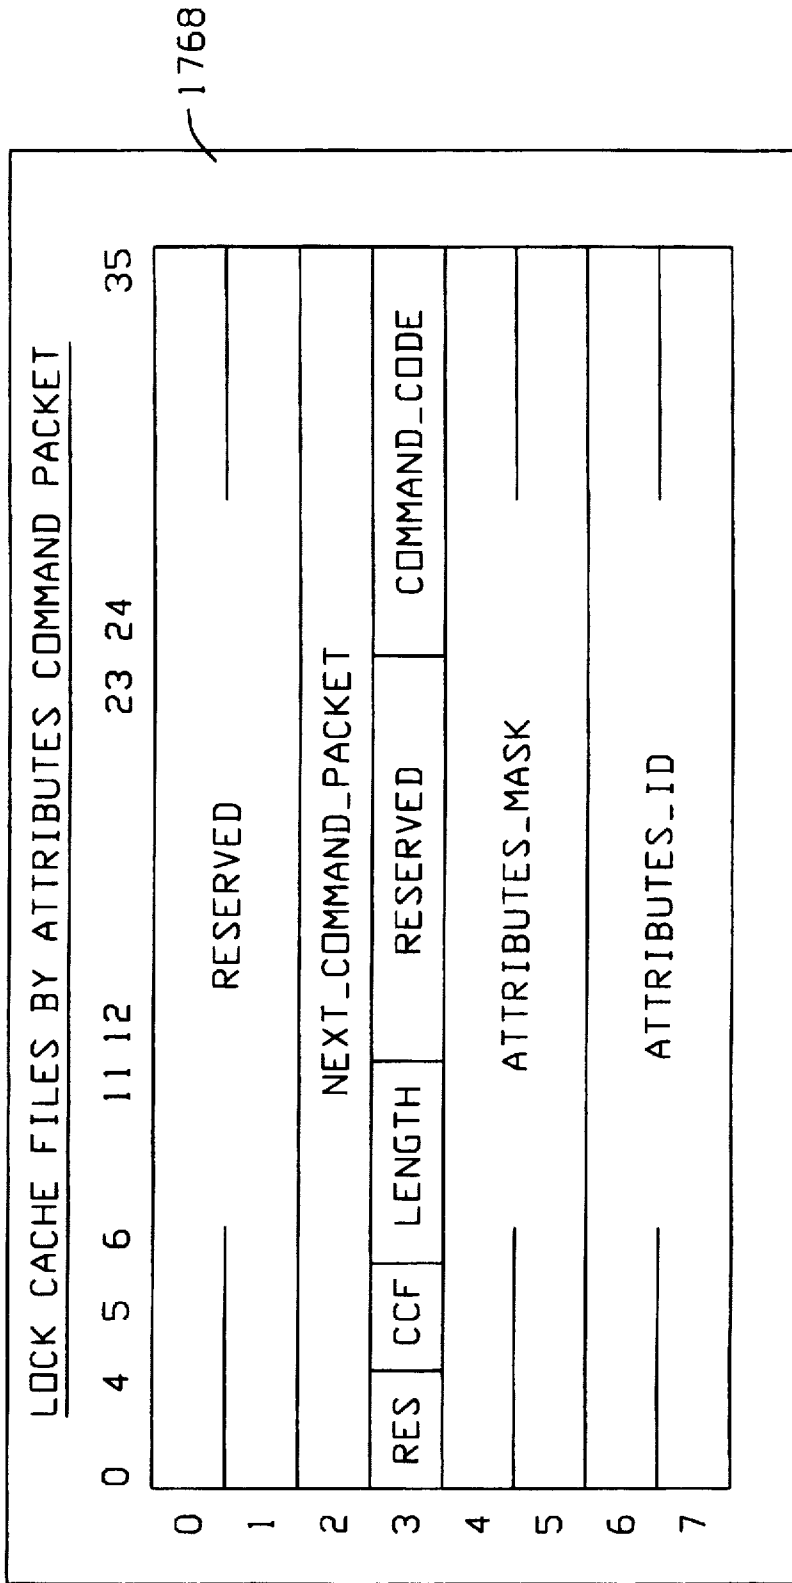 LOCK CACHE FILES BY ATTRIBUTES COMMAND PACKET
1768
0 4 5 6 11 12 23 24 35
0
RESERVED
1
2 NEXT_COMMAND_PACKET
3 RES CCF LENGTH RESERVED COMMAND_CODE
4
ATTRIBUTES_MASK
5
6
ATTRIBUTES_ID
7